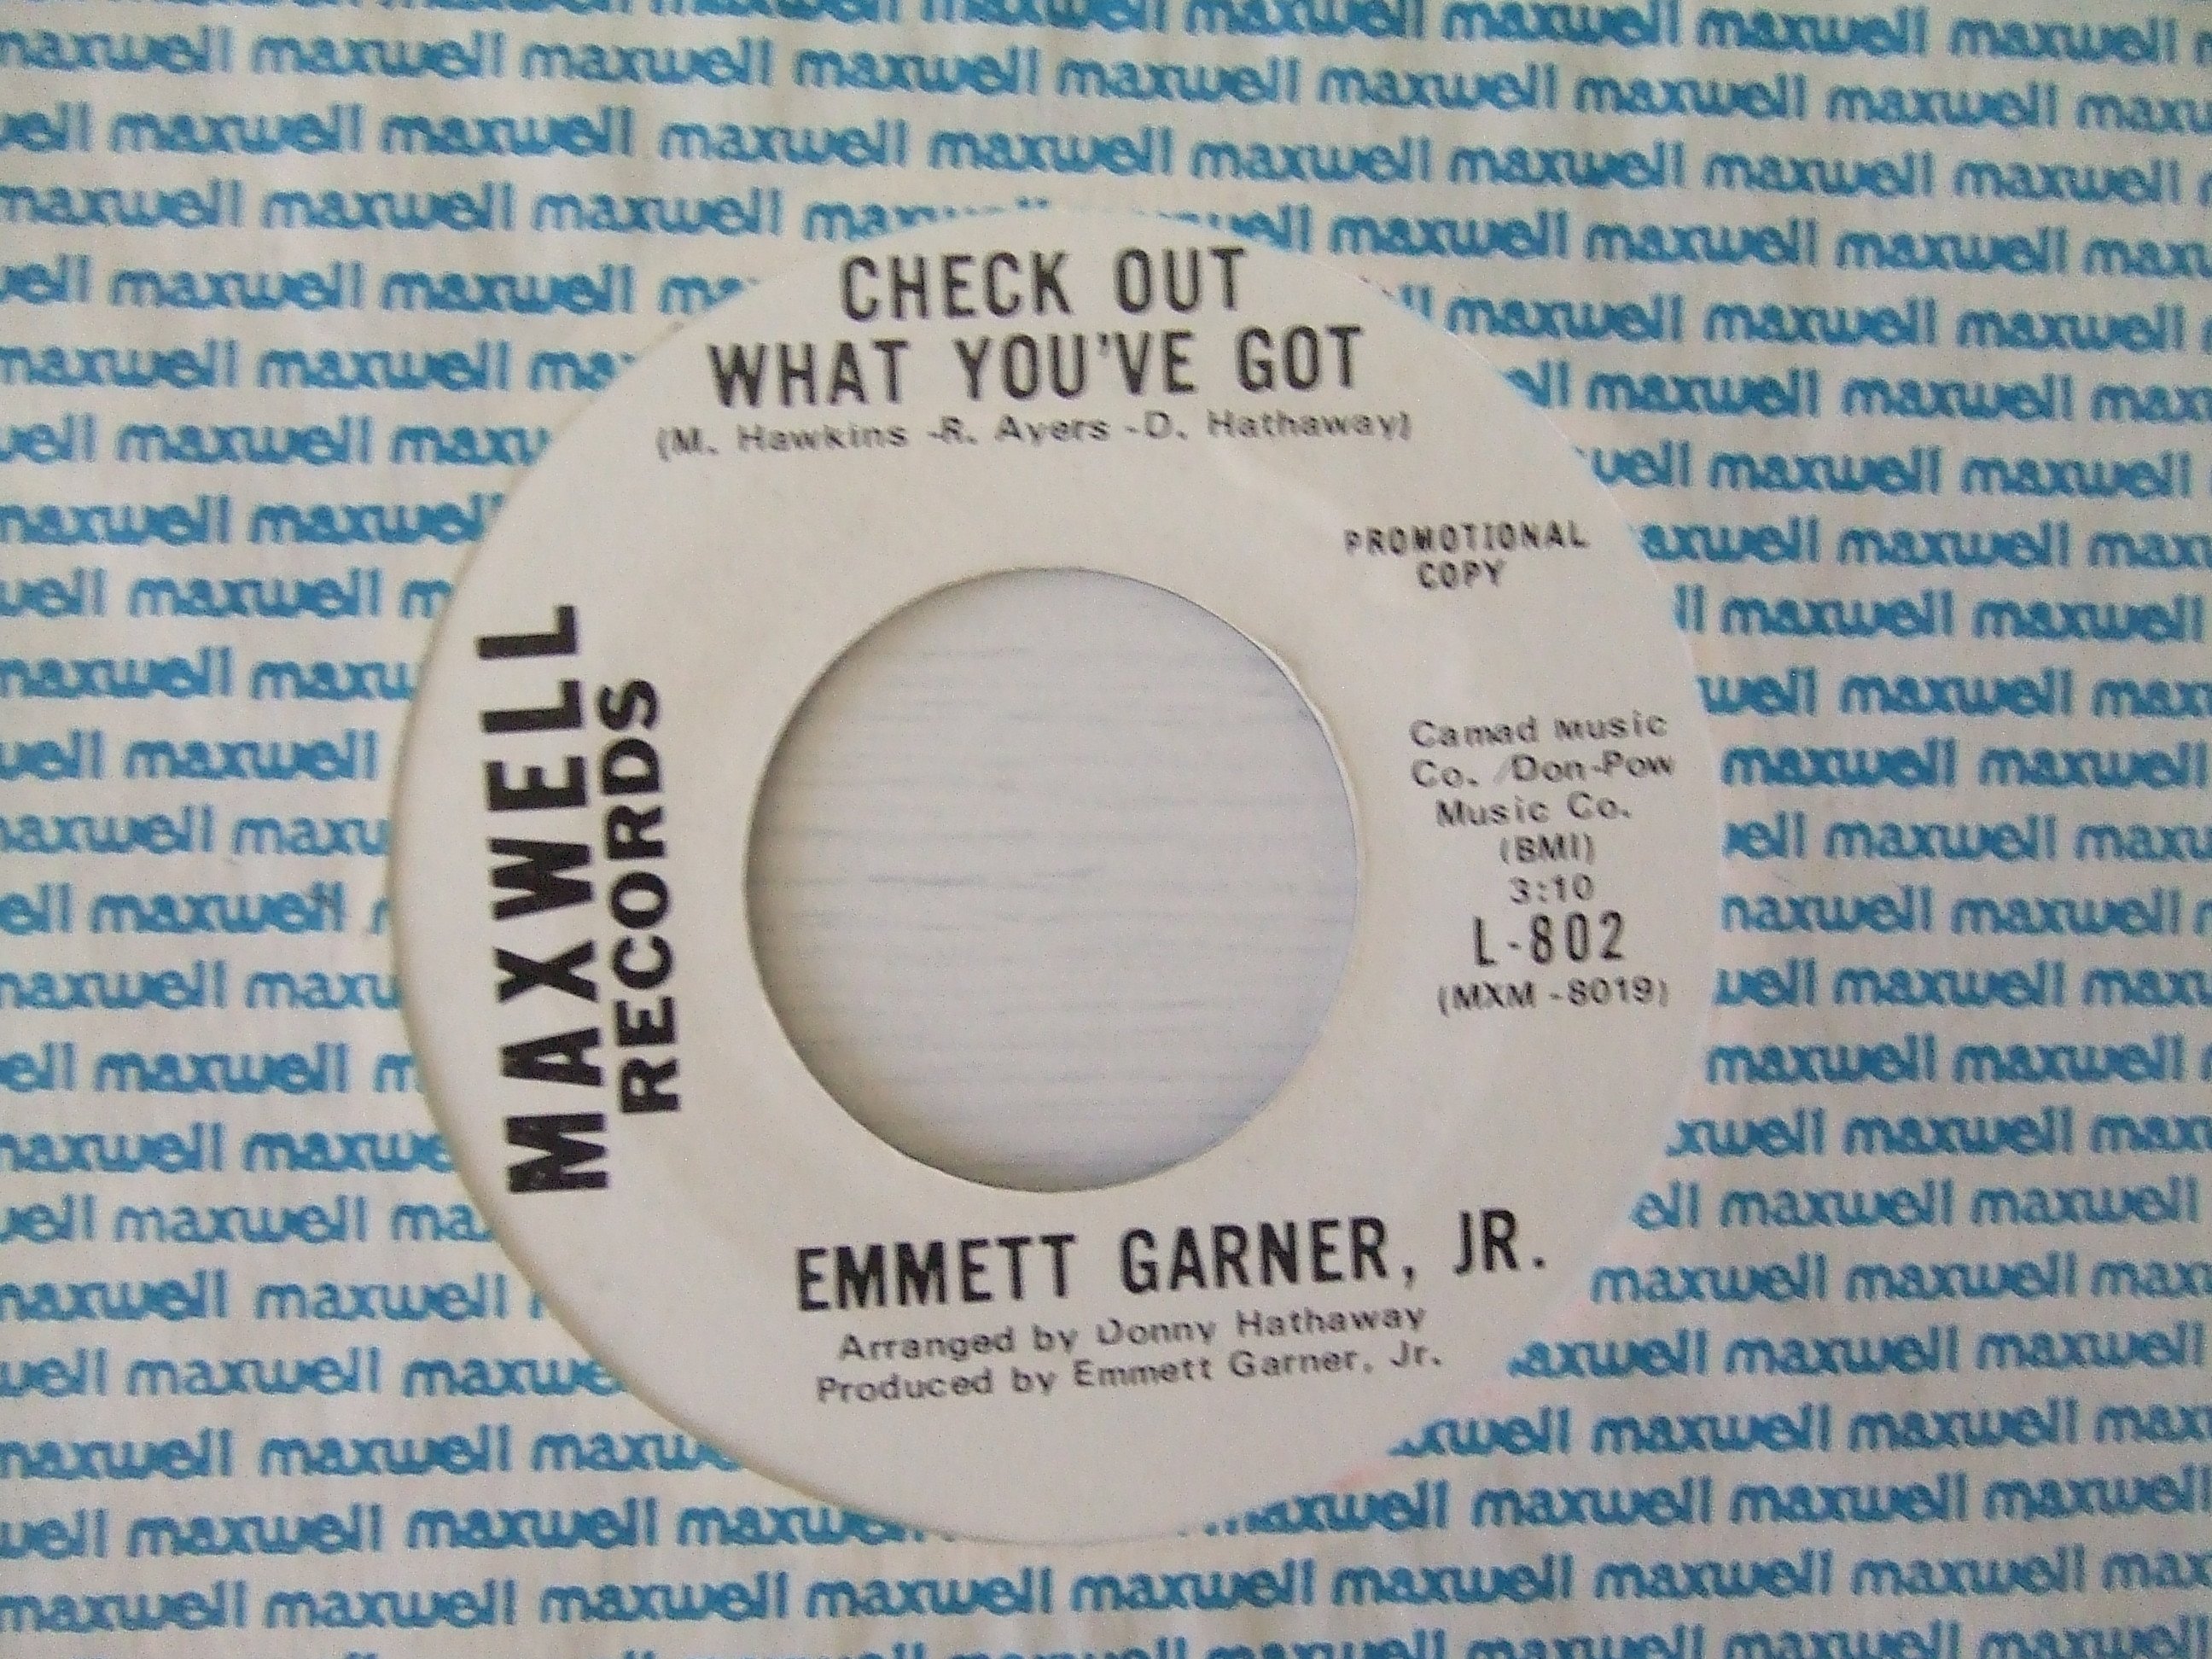 CHECK OUT
WHAT YOU'VE GOT
(M. Hawkins -R. Ayers -D. Hathaway)
PROMOTIONAL
COPY
MAXWELL
RECORDS
Camad Music
Co. /Don-Pow
Music Co.
(BMI)
3:10
L-802
(MXM -8019)
EMMETT GARNER, JR.
Arranged by Donny Hathaway
Produced by Emmett Garner, Jr.
maxwell maxwell maxwell maxwell maxwell maxwell maxwell maxwell